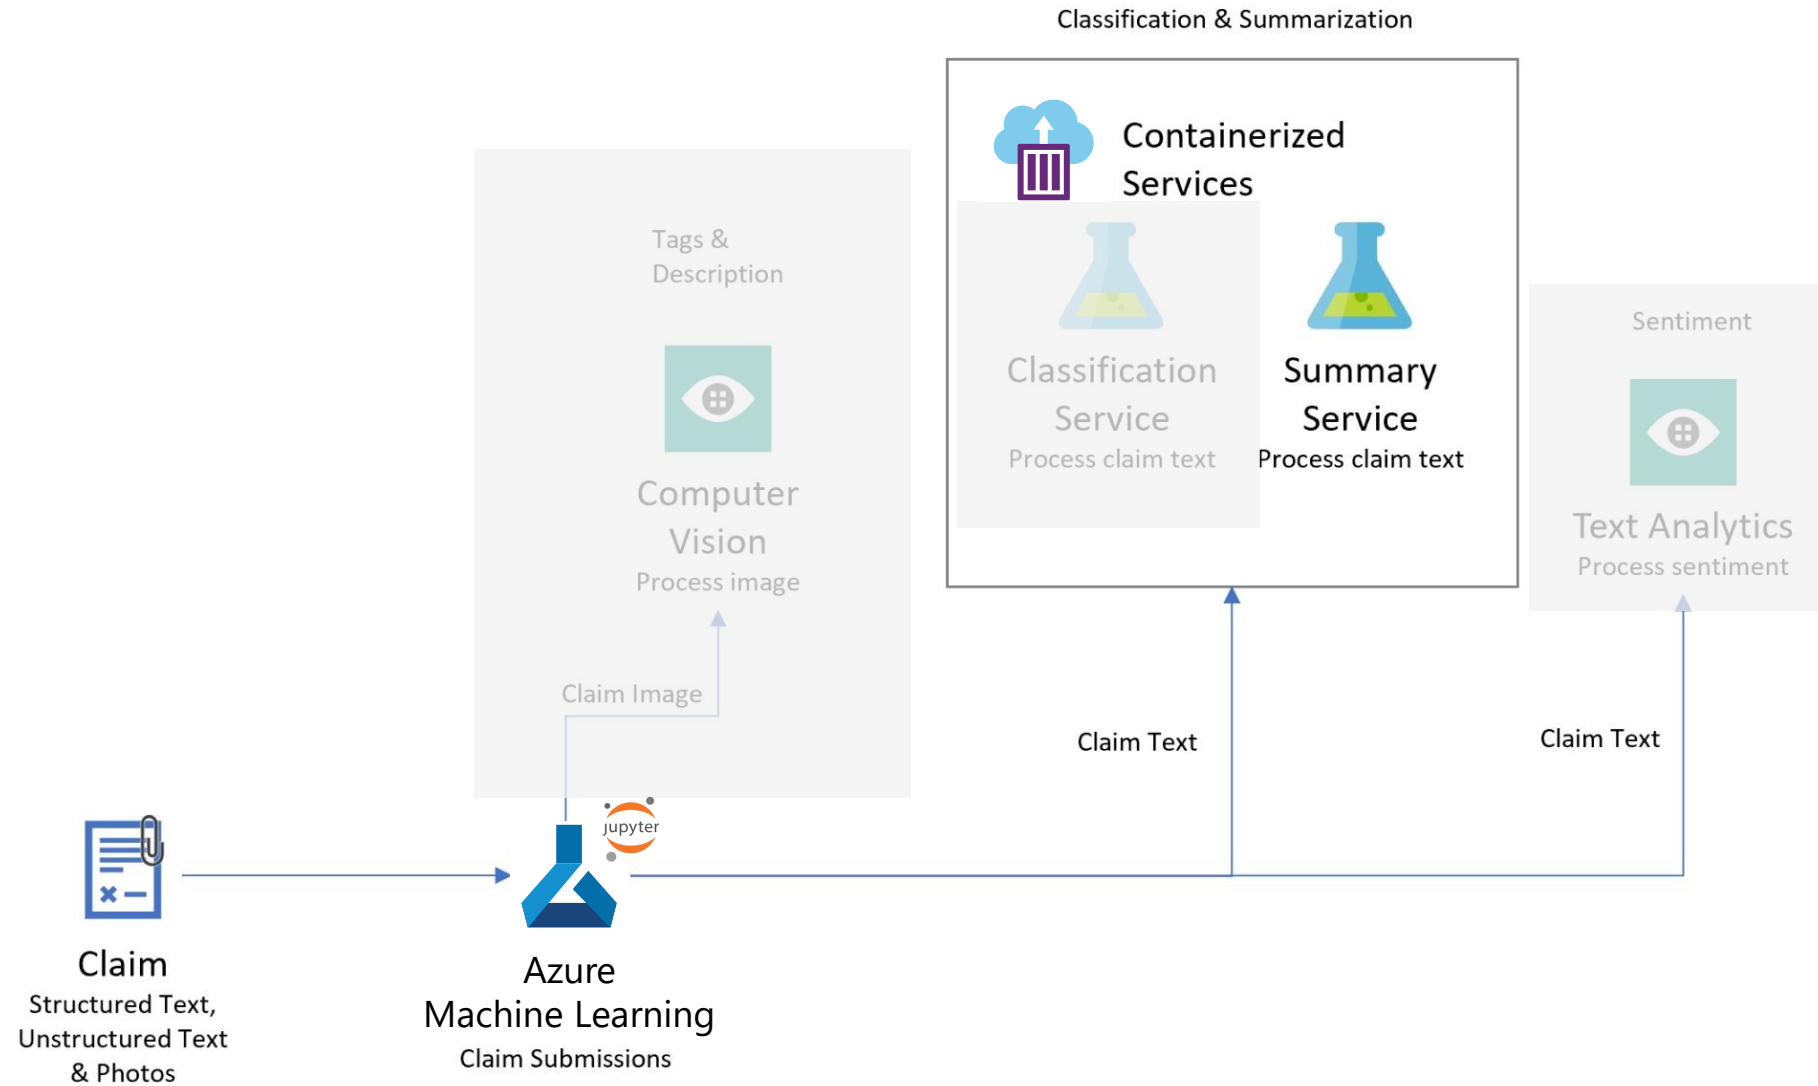 Classification & Summarization
Containerized
Services
Tags &
Description
Computer
Vision
Process image
Claim Image
Classification
Service
Process claim text
Summary
Service
Process claim text
Sentiment
Text Analytics
Process sentiment
Claim Text
Claim Text
jupyter
Claim
Structured Text,
Unstructured Text
& Photos
Azure
Machine Learning
Claim Submissions